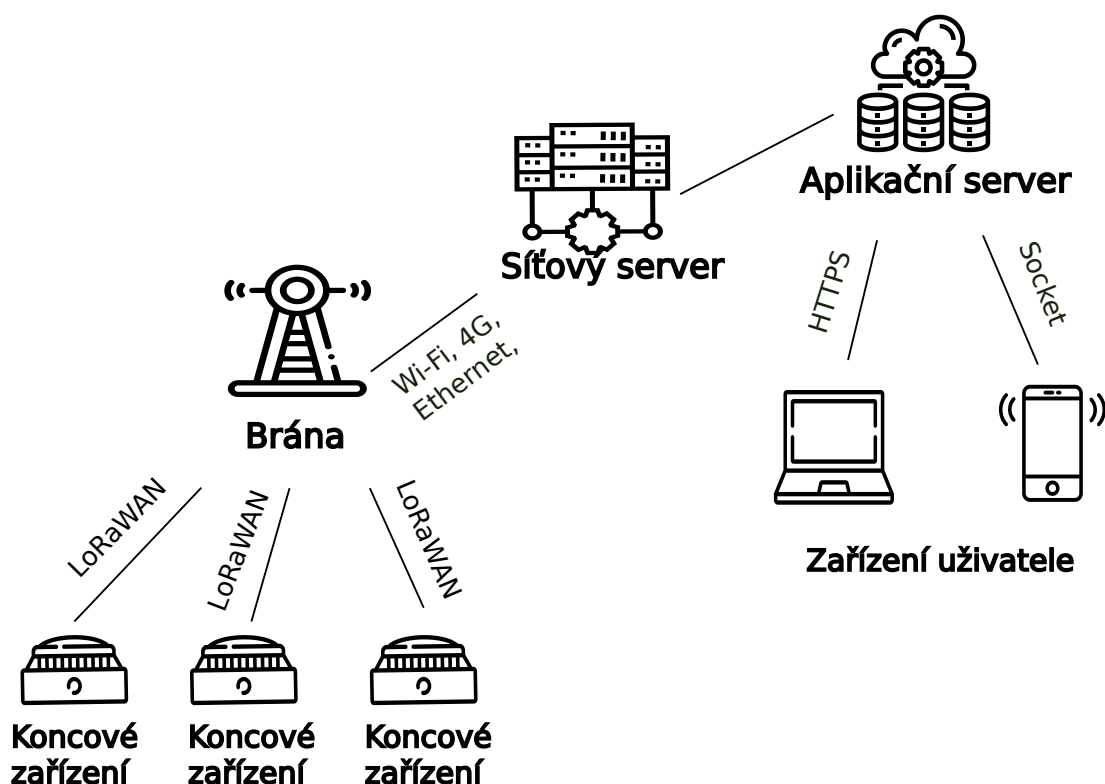 Aplikační server
Síťový server
HTTPS
Socket
Wi-Fi, 4G,
Ethernet,
Brána
LoRaWAN
LoRaWAN
LoRaWAN
Zařízení uživatele
Koncové
zařízení
Koncové
zařízení
Koncové
zařízení